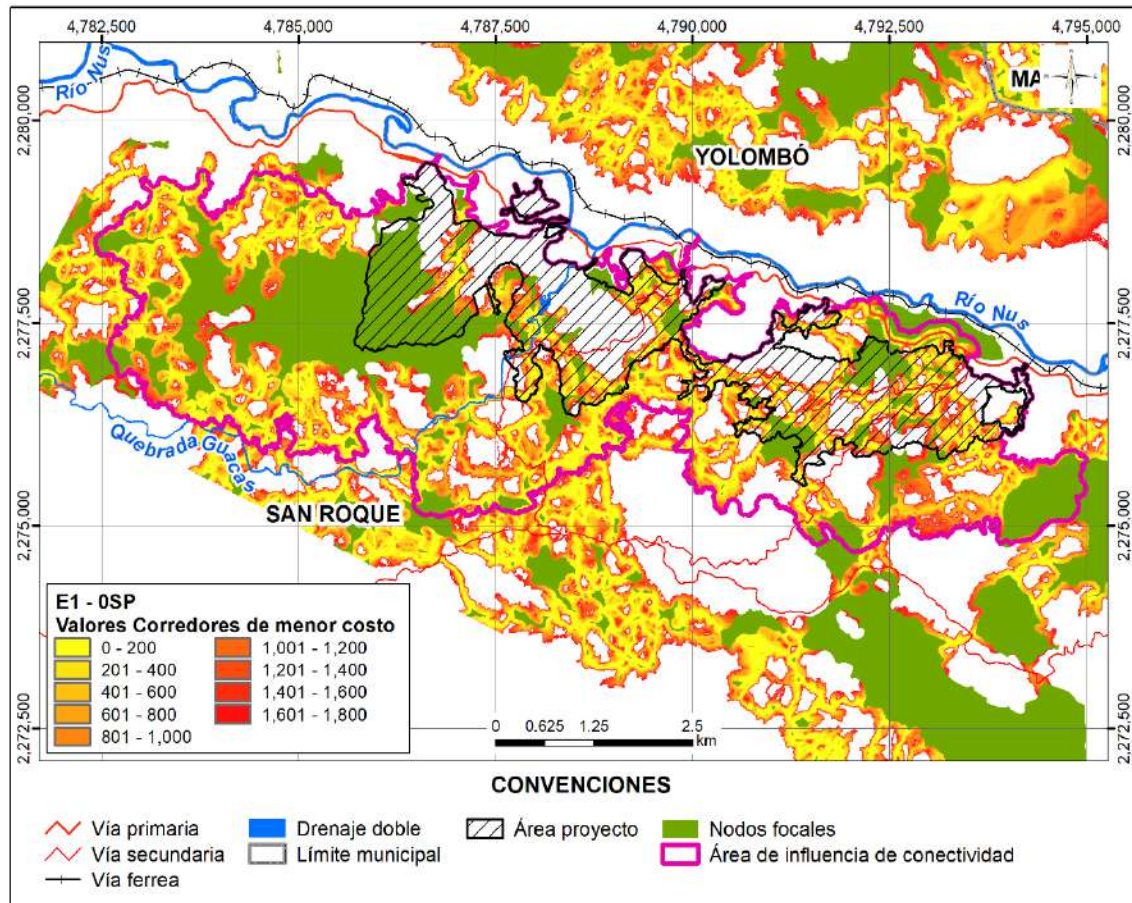 4,782,500 4,785,000 4,787,500 4,790,000 4,792,500 4,795,000
2,280,000 2,280,000
Río Nus
MA
YOLOMBÓ
Río Nus
2,277,500 2,277,500
Quebrada Guacas
SAN ROQUE
2,275,000 2,275,000
E1 - 0SP
Valores Corredores de menor costo
0 - 200 1,001 - 1,200
201 - 400 1,201 - 1,400
401 - 600 1,401 - 1,600
601 - 800 1,601 - 1,800
801 - 1,000
0 0.625 1.25 2.5
km
2,272,500 2,272,500
CONVENCIONES
Vía primaria Drenaje doble Área proyecto Nodos focales
Vía secundaria Límite municipal Área de influencia de conectividad
Vía ferrea